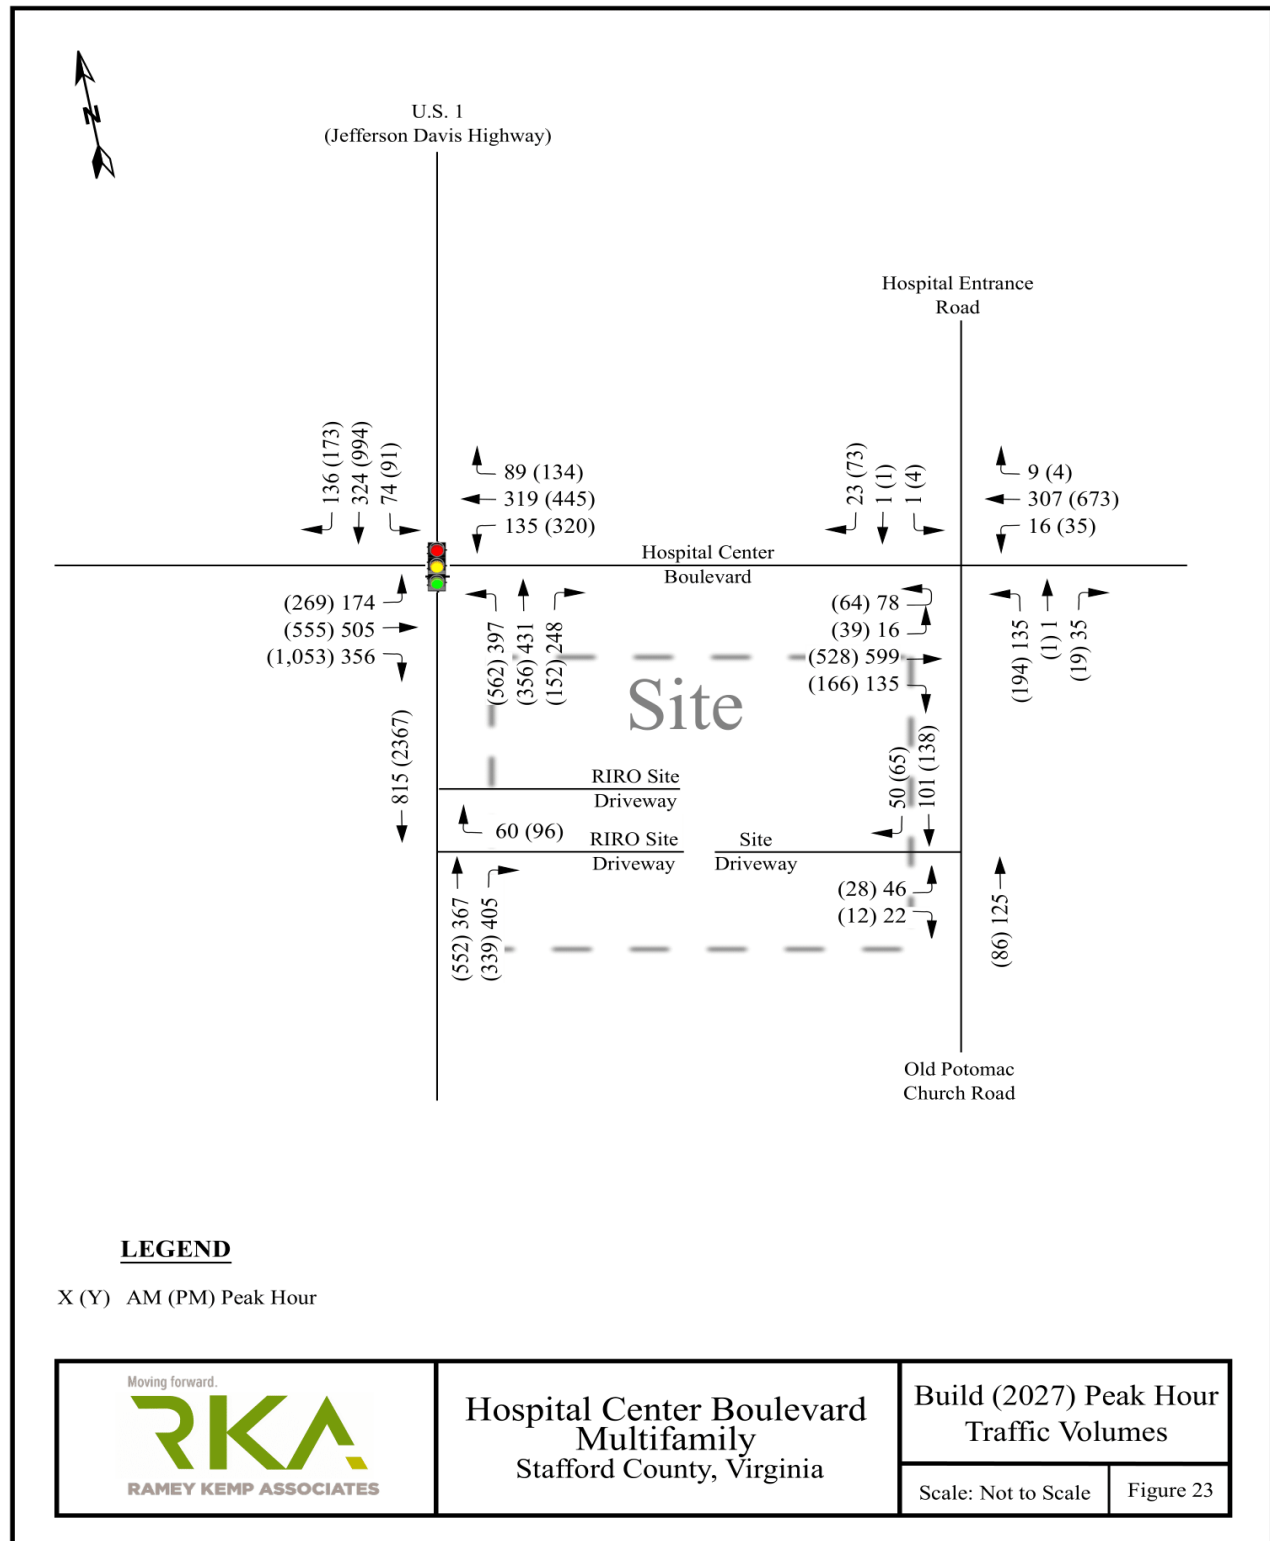 N
U.S. 1
(Jefferson Davis Highway)
Hospital Entrance
Road
136 (173)
324 (994)
74 (91)
89 (134)
319 (445)
135 (320)
23 (73)
1 (1)
1 (4)
9 (4)
307 (673)
16 (35)
Hospital Center
Boulevard
(269) 174
(555) 505
(1,053) 356
(562) 397
(356) 431
(152) 248
(64) 78
(39) 16
(528) 599
(166) 135
(194) 135
(1) 1
(19) 35
Site
815 (2367)
50 (65)
101 (138)
RIRO Site
Driveway
60 (96)
RIRO Site
Driveway
Site
Driveway
(552) 367
(339) 405
(28) 46
(12) 22
(86) 125
Old Potomac
Church Road
LEGEND
X (Y) AM (PM) Peak Hour
Moving forward.
RKA
RAMEY KEMP ASSOCIATES
Hospital Center Boulevard
Multifamily
Stafford County, Virginia
Build (2027) Peak Hour
Traffic Volumes
Scale: Not to Scale
Figure 23